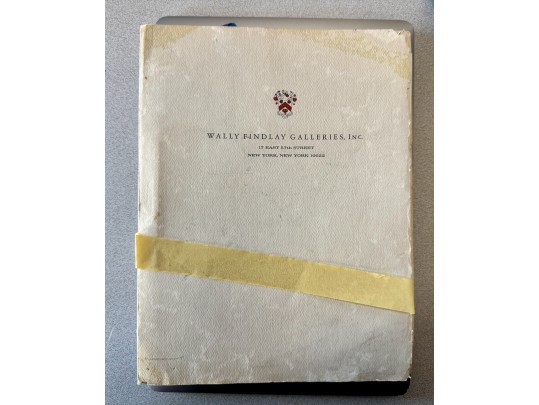 WALLY FINDLAY GALLERIES, INC.
17 EAST 57th STREET
NEW YORK, NEW YORK 10022